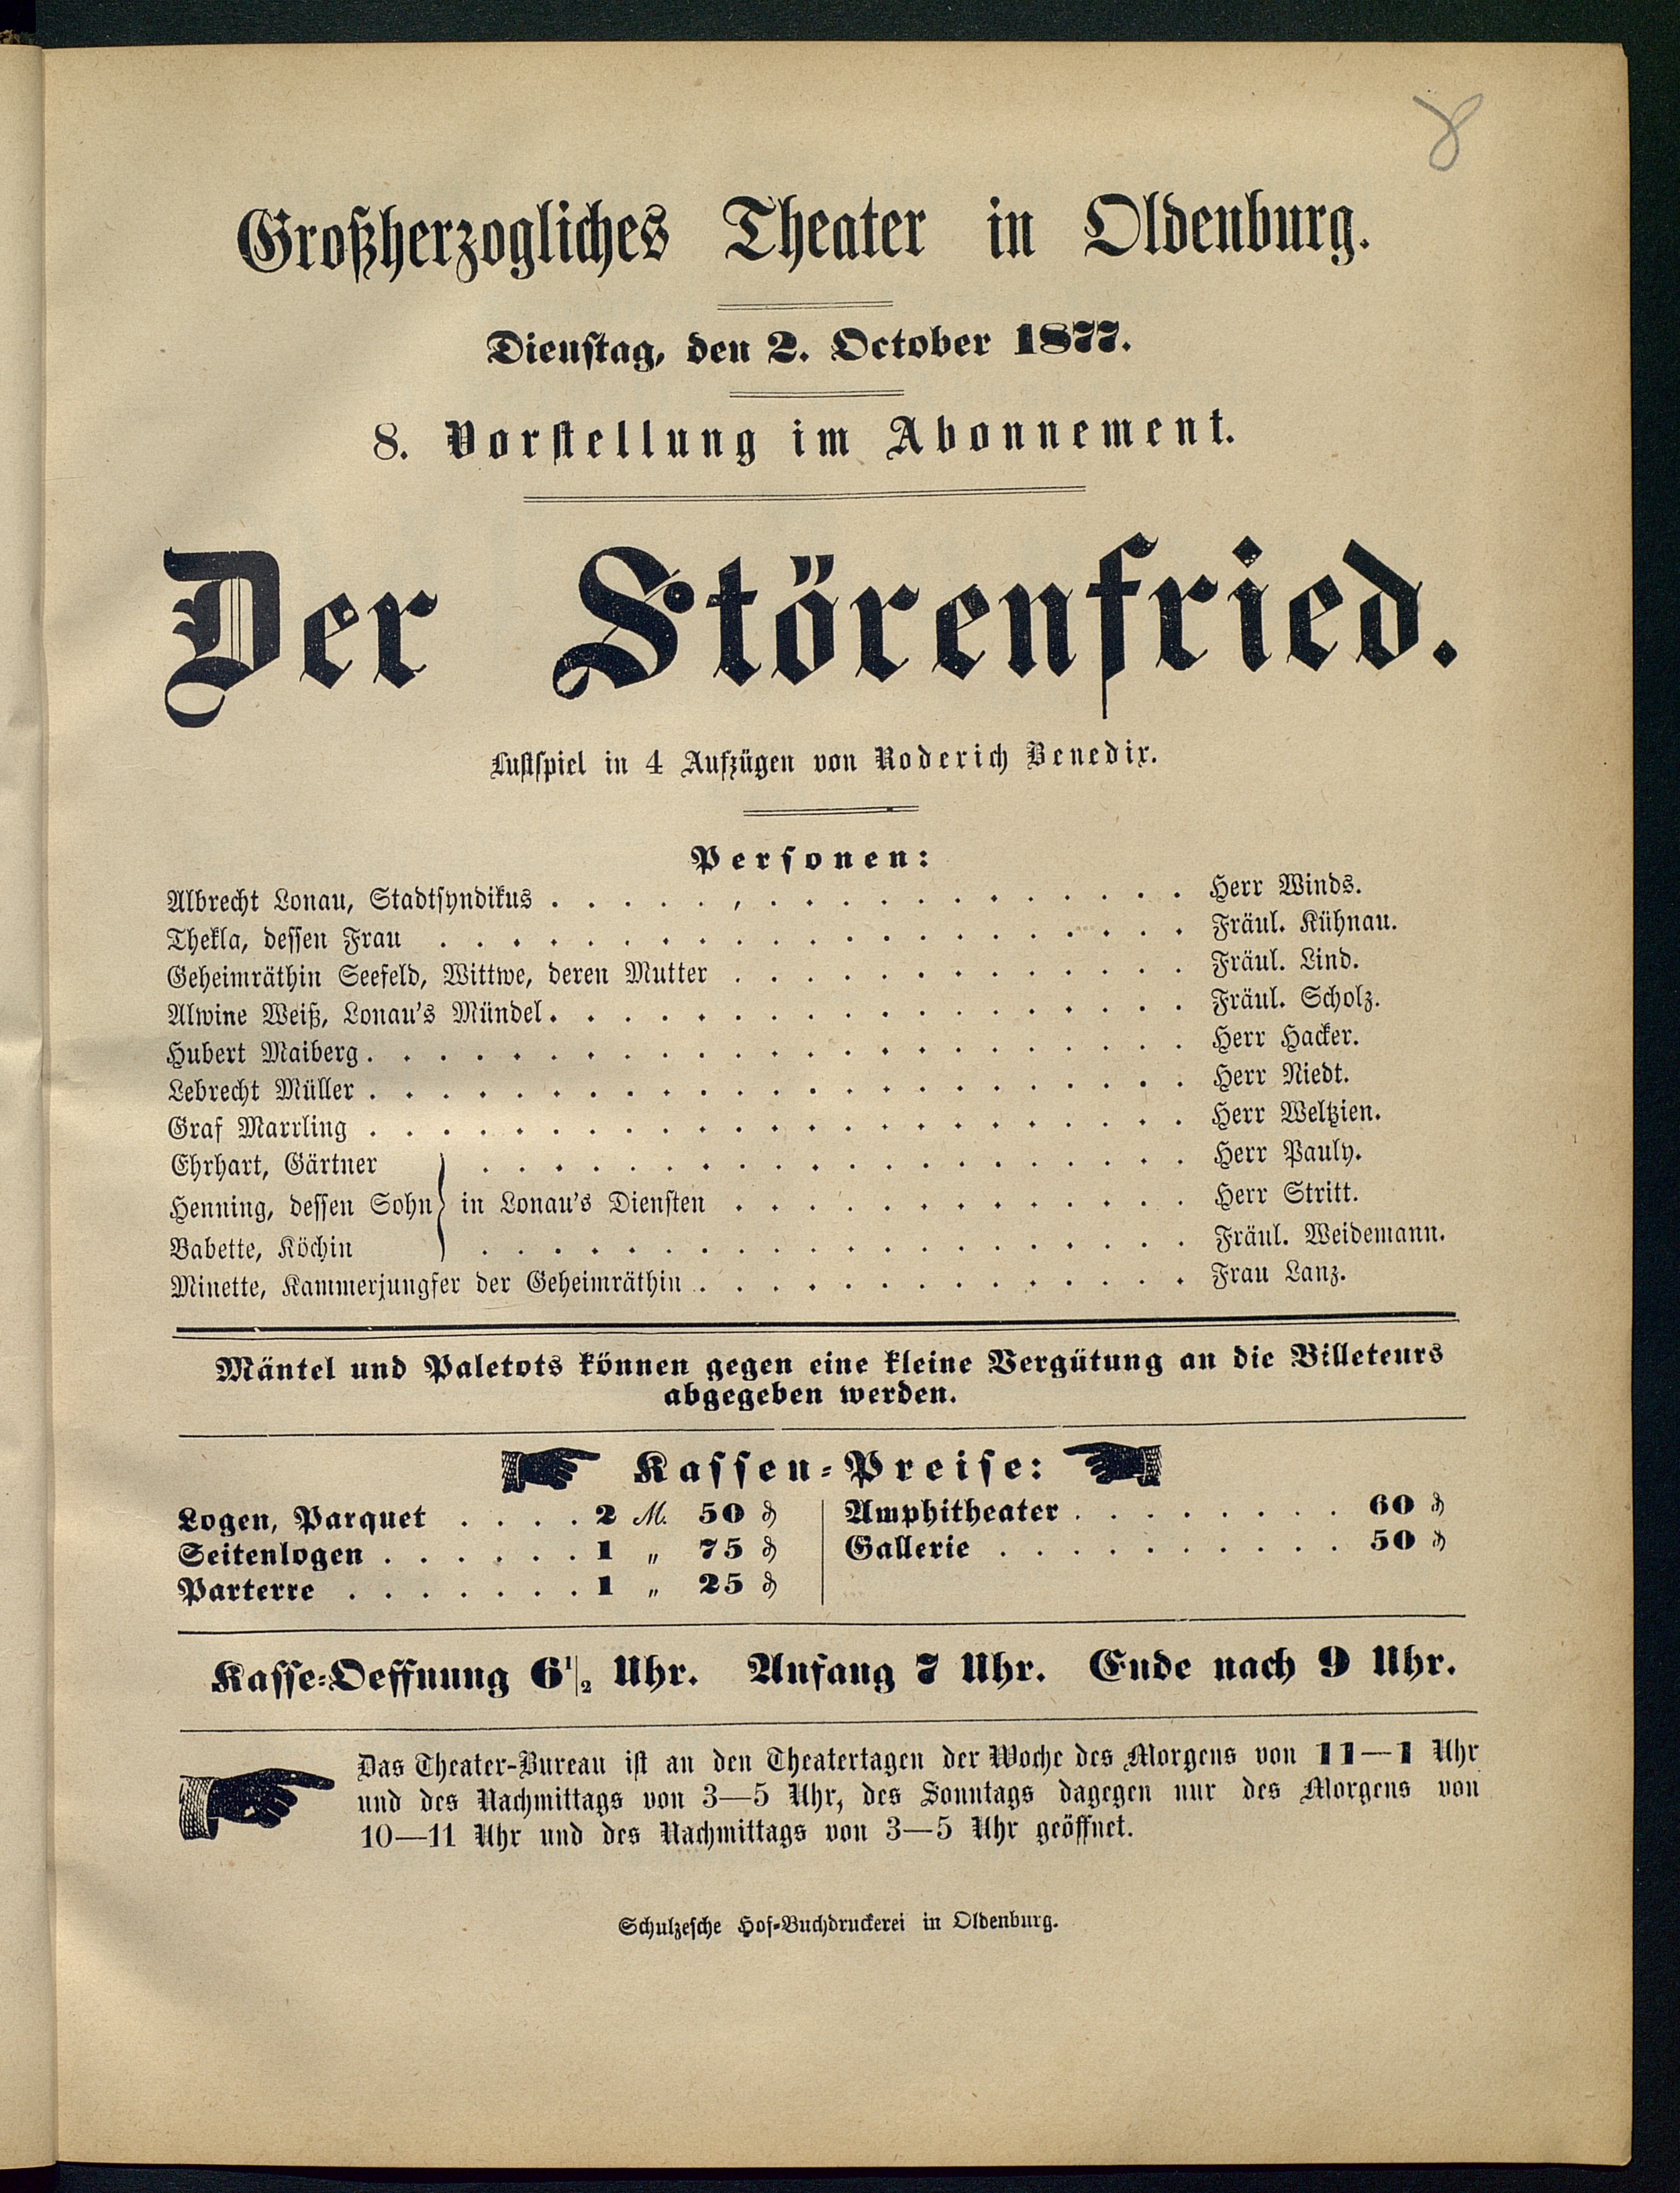 8
Großherzogliches Theater in Oldenburg.
Dienstag, den 2. October 1877.
8. Vorstellung im Abonnement.
Der Störenfried.
Lustspiel in 4 Aufzügen von Roderich Benedix.
Personen:
Albrecht Lonau, Stadtsyndikus . . . . . , . . . . . . . . . . . . Herr Winds.
Thekla, dessen Frau . . . . . . . . . . . . . . . . . . . . . Fräul. Kühnau.
Geheimräthin Seefeld, Wittwe, deren Mutter . . . . . . . . . . . . . Fräul. Lind.
Alwine Weiß, Lonau's Mündel. . . . . . . . . . . . . . . . . . Fräul. Scholz.
Hubert Maiberg. . . . . . . . . . . . . . . . . . . . . . . Herr Hacker.
Lebrecht Müller . . . . . . . . . . . . . . . . . . . . . . . Herr Niedt.
Graf Marrling . . . . . . . . . . . . . . . . . . . . . . . Herr Weltzien.
Ehrhart, Gärtner . . . . . . . . . . . . . . . . . . . . Herr Pauly.
Henning, dessen Sohn } in Lonau's Diensten . . . . . . . . . . . . . Herr Stritt.
Babette, Köchin . . . . . . . . . . . . . . . . . . . . Fräul. Weidemann.
Minette, Kammerjungfer der Geheimräthin . . . . . . . . . . . . . . Frau Lanz.
Mäntel und Paletots können gegen eine kleine Vergütung an die Billeteurs
abgegeben werden.
Kassen-Preise:
Logen, Parquet . . . . 2 M. 50 ₰
Seitenlogen . . . . . . 1 „ 75 ₰
Parterre . . . . . . . 1 „ 25 ₰
Amphitheater . . . . . . . . 60 ₰
Gallerie . . . . . . . . . . 50 ₰
Kasse-Oeffnung 6 1/2 Uhr. Anfang 7 Uhr. Ende nach 9 Uhr.
Das Theater-Bureau ist an den Theatertagen der Woche des Morgens von 11—1 Uhr
und des Nachmittags von 3—5 Uhr, des Sonntags dagegen nur des Morgens von
10—11 Uhr und des Nachmittags von 3—5 Uhr geöffnet.
Schulzesche Hof-Buchdruckerei in Oldenburg.